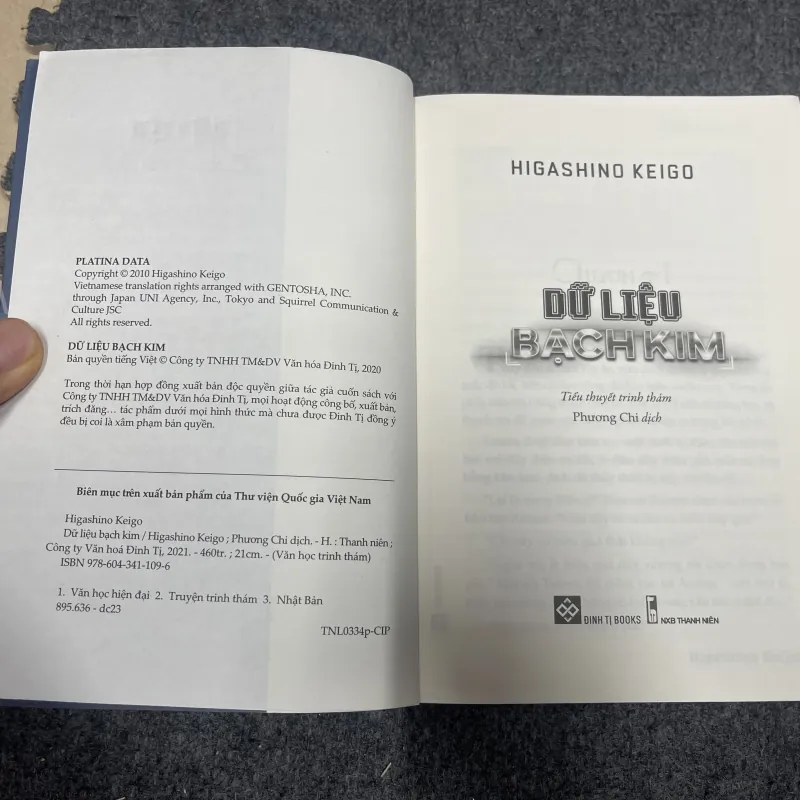 PLATINA DATA
Copyright © 2010 Higashino Keigo
Vietnamese translation rights arranged with GENTOSHA, INC.
through Japan UNI Agency, Inc., Tokyo and Squirrel Communication &
Culture JSC
All rights reserved.
DỮ LIỆU BẠCH KIM
Bản quyền tiếng Việt © Công ty TNHH TM&DV Văn hóa Đinh Tị, 2020
Trong thời hạn hợp đồng xuất bản độc quyền giữa tác giả cuốn sách với
Công ty TNHH TM&DV Văn hóa Đinh Tị, mọi hoạt động công bố, xuất bản,
trích đăng... tác phẩm dưới mọi hình thức mà chưa được Đinh Tị đồng ý
đều bị coi là xâm phạm bản quyền.
Biên mục trên xuất bản phẩm của Thư viện Quốc gia Việt Nam
Higashino Keigo
Dữ liệu bạch kim / Higashino Keigo ; Phương Chi dịch. - H. : Thanh niên ;
Công ty Văn hoá Đinh Tị, 2021. - 460tr. ; 21cm. - (Văn học trinh thám)
ISBN 978-604-341-109-6
1. Văn học hiện đại 2. Truyện trinh thám 3. Nhật Bản
895.636 - dc23
TNL0334p-CIP
HIGASHINO KEIGO
DỮ LIỆU
BẠCH KIM
Tiểu thuyết trinh thám
Phương Chi dịch
ĐINH TỊ BOOKS NXB THANH NIÊN